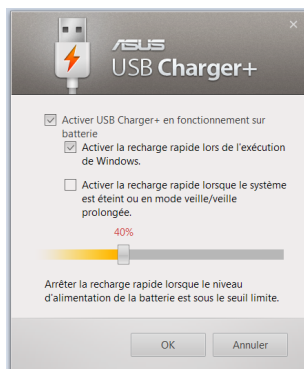 ASUS
USB Charger+
Activer USB Charger+ en fonctionnement sur
batterie
Activer la recharge rapide lors de l'exécution
de Windows.
Activer la recharge rapide lorsque le système
est éteint ou en mode veille/veille
prolongée.
40%
Arrêter la recharge rapide lorsque le niveau
d'alimentation de la batterie est sous le seuil limite.
OK
Annuler